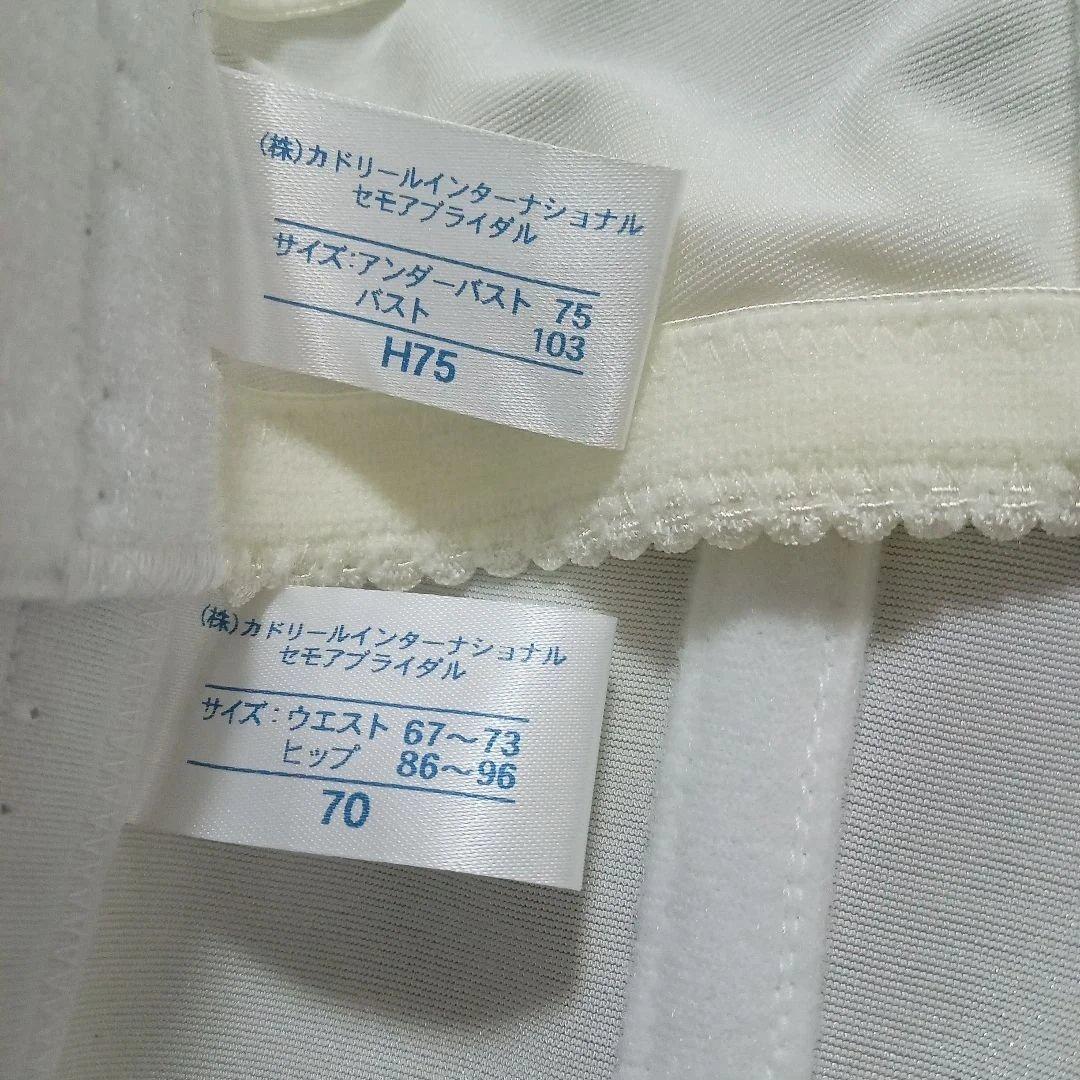 (株)カドリールインターナショナル
セモアブライダル
サイズ:アンダーバスト 75
バスト 103
H75
(株)カドリールインターナショナル
セモアブライダル
サイズ:ウエスト 67〜73
ヒップ 86〜96
70